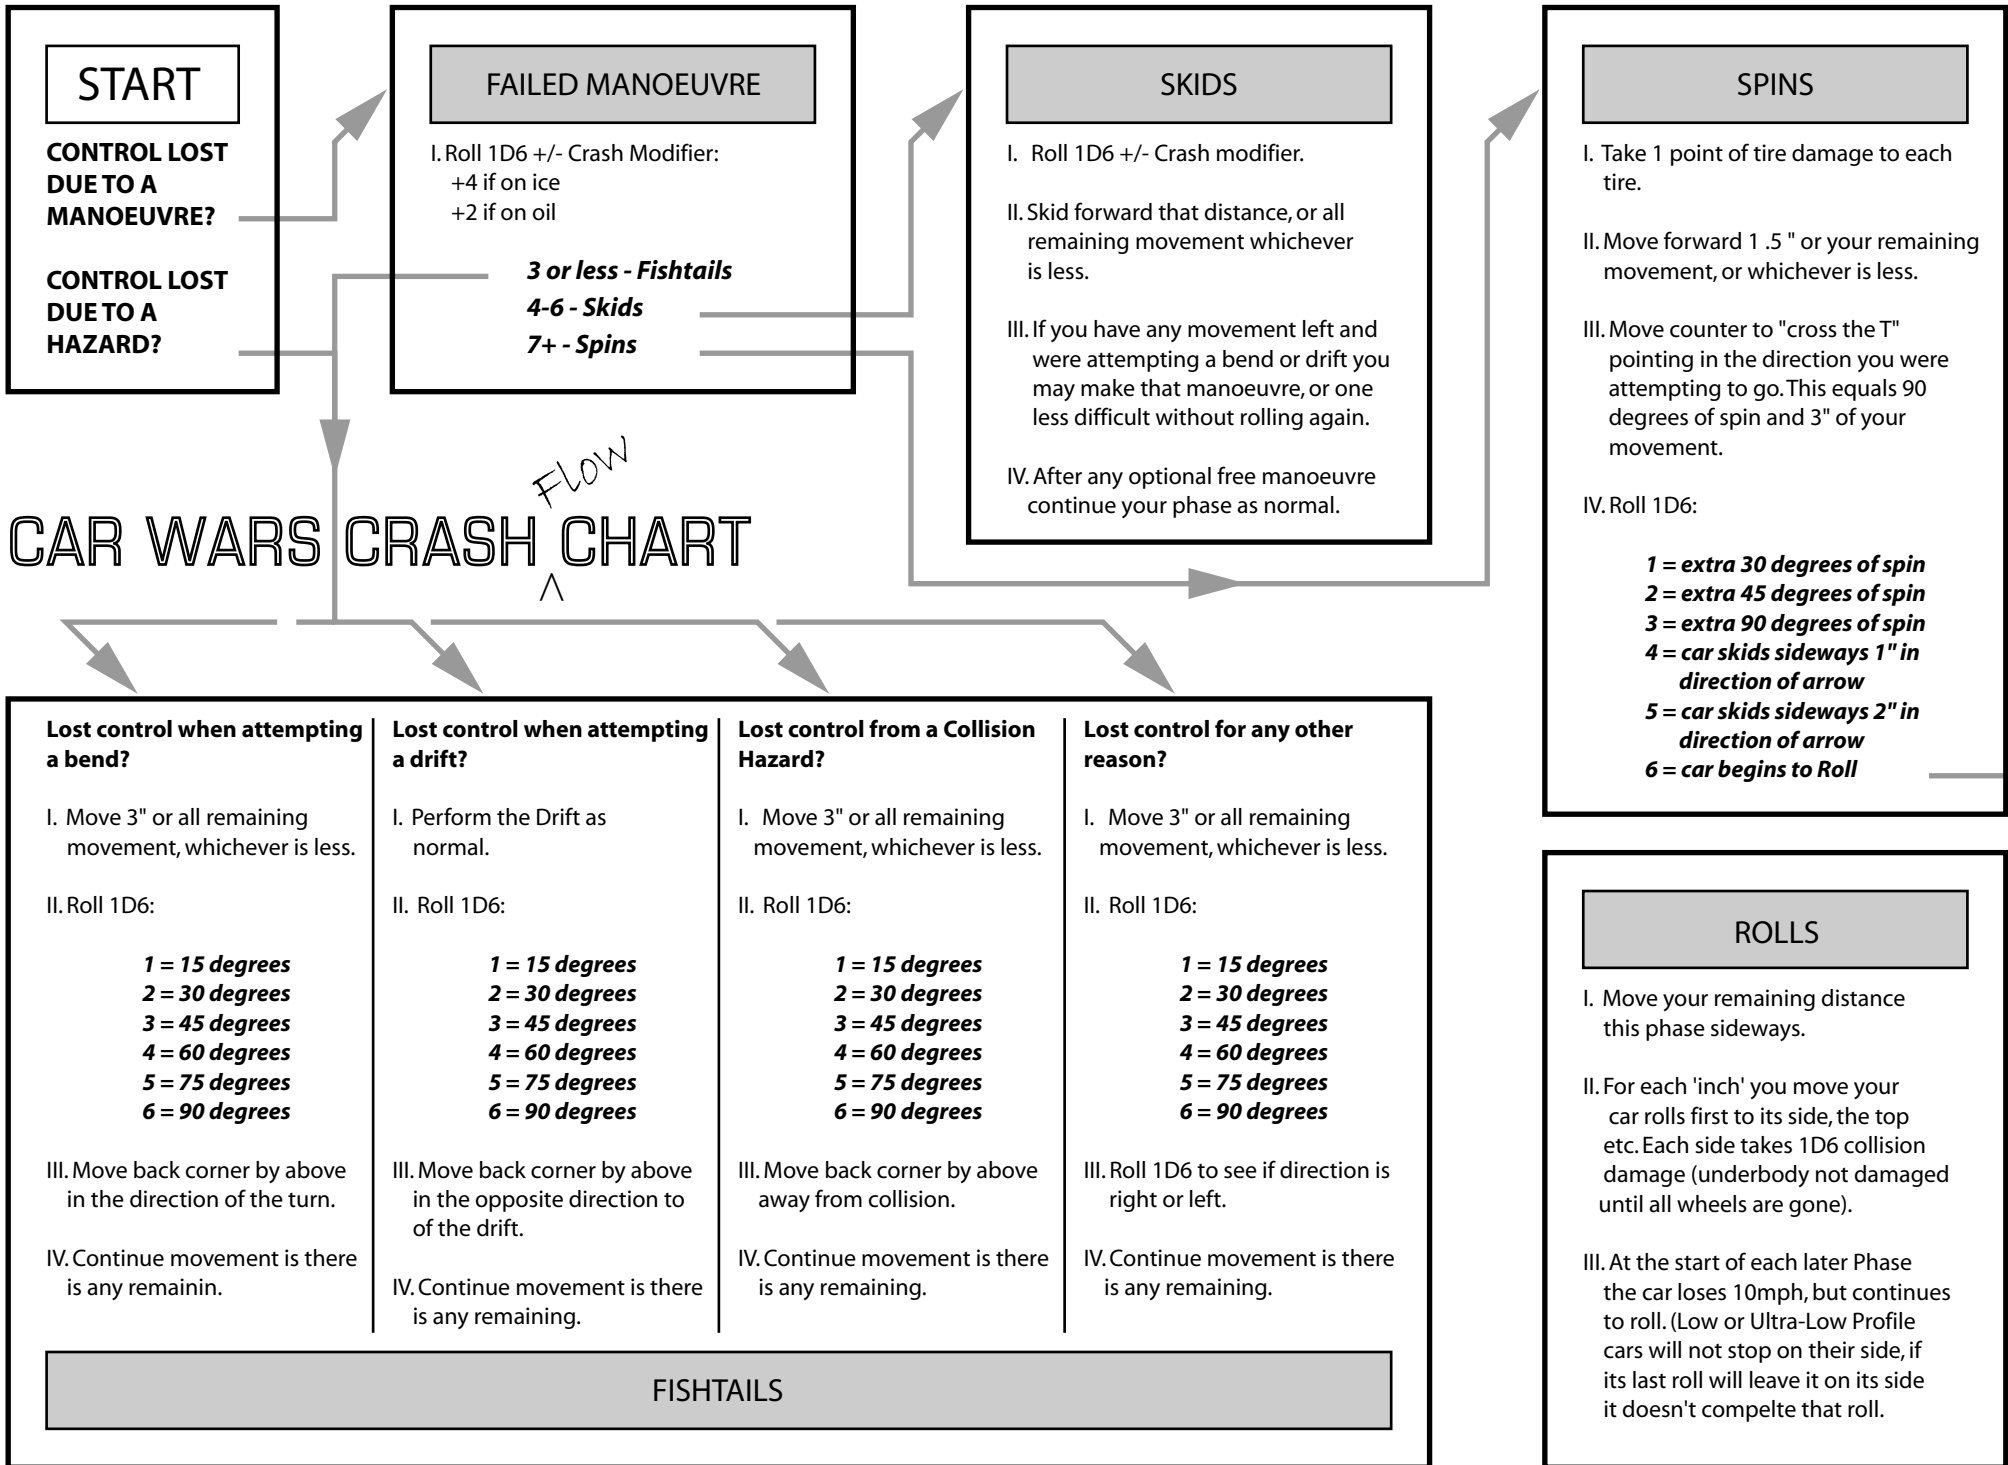 START
CONTROL LOST
DUE TO A
MANOEUVRE?
CONTROL LOST
DUE TO A
HAZARD?
FAILED MANOEUVRE
I. Roll 1D6 +/- Crash Modifier:
+4 if on ice
+2 if on oil
3 or less - Fishtails
4-6 - Skids
7+ - Spins
SKIDS
I. Roll 1D6 +/- Crash modifier.
II. Skid forward that distance, or all
remaining movement whichever
is less.
III. If you have any movement left and
were attempting a bend or drift you
may make that manoeuvre, or one
less difficult without rolling again.
IV. After any optional free manoeuvre
continue your phase as normal.
SPINS
I. Take 1 point of tire damage to each
tire.
II. Move forward 1 .5 " or your remaining
movement, or whichever is less.
III. Move counter to "cross the T"
pointing in the direction you were
attempting to go. This equals 90
degrees of spin and 3" of your
movement.
IV. Roll 1D6:
1 = extra 30 degrees of spin
2 = extra 45 degrees of spin
3 = extra 90 degrees of spin
4 = car skids sideways 1" in
direction of arrow
5 = car skids sideways 2" in
direction of arrow
6 = car begins to Roll
FLOW
CAR WARS CRASH CHART
Lost control when attempting
a bend?
I. Move 3" or all remaining
movement, whichever is less.
II. Roll 1D6:
1 = 15 degrees
2 = 30 degrees
3 = 45 degrees
4 = 60 degrees
5 = 75 degrees
6 = 90 degrees
III. Move back corner by above
in the direction of the turn.
IV. Continue movement is there
is any remainin.
Lost control when attempting
a drift?
I. Perform the Drift as
normal.
II. Roll 1D6:
1 = 15 degrees
2 = 30 degrees
3 = 45 degrees
4 = 60 degrees
5 = 75 degrees
6 = 90 degrees
III. Move back corner by above
in the opposite direction to
of the drift.
IV. Continue movement is there
is any remaining.
Lost control from a Collision
Hazard?
I. Move 3" or all remaining
movement, whichever is less.
II. Roll 1D6:
1 = 15 degrees
2 = 30 degrees
3 = 45 degrees
4 = 60 degrees
5 = 75 degrees
6 = 90 degrees
III. Move back corner by above
away from collision.
IV. Continue movement is there
is any remaining.
Lost control for any other
reason?
I. Move 3" or all remaining
movement, whichever is less.
II. Roll 1D6:
1 = 15 degrees
2 = 30 degrees
3 = 45 degrees
4 = 60 degrees
5 = 75 degrees
6 = 90 degrees
III. Roll 1D6 to see if direction is
right or left.
IV. Continue movement is there
is any remaining.
FISHTAILS
ROLLS
I. Move your remaining distance
this phase sideways.
II. For each 'inch' you move your
car rolls first to its side, the top
etc. Each side takes 1D6 collision
damage (underbody not damaged
until all wheels are gone).
III. At the start of each later Phase
the car loses 10mph, but continues
to roll. (Low or Ultra-Low Profile
cars will not stop on their side, if
its last roll will leave it on its side
it doesn't compelte that roll.